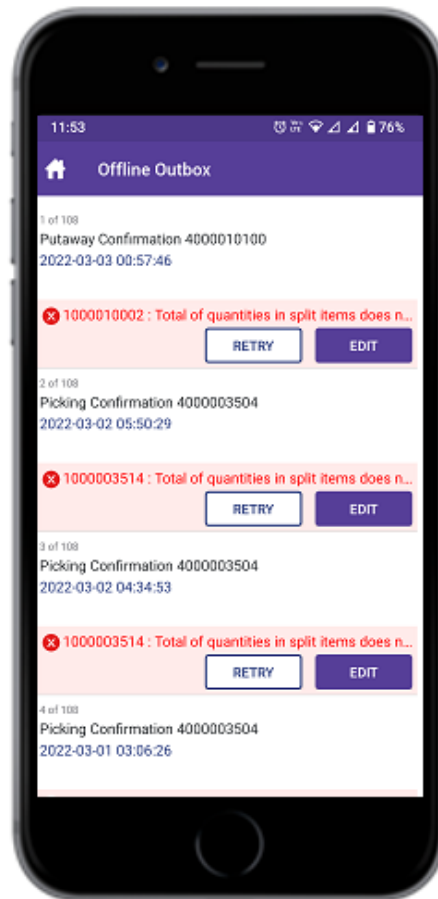 11:53
76%
Offline Outbox
1 of 108
Putaway Confirmation 4000010100
2022-03-03 00:57:46
1000010002 : Total of quantities in split items does n...
RETRY
EDIT
2 of 108
Picking Confirmation 4000003504
2022-03-02 05:50:29
1000003514 : Total of quantities in split items does n...
RETRY
EDIT
3 of 108
Picking Confirmation 4000003504
2022-03-02 04:34:53
1000003514 : Total of quantities in split items does n...
RETRY
EDIT
4 of 108
Picking Confirmation 4000003504
2022-03-01 03:06:26